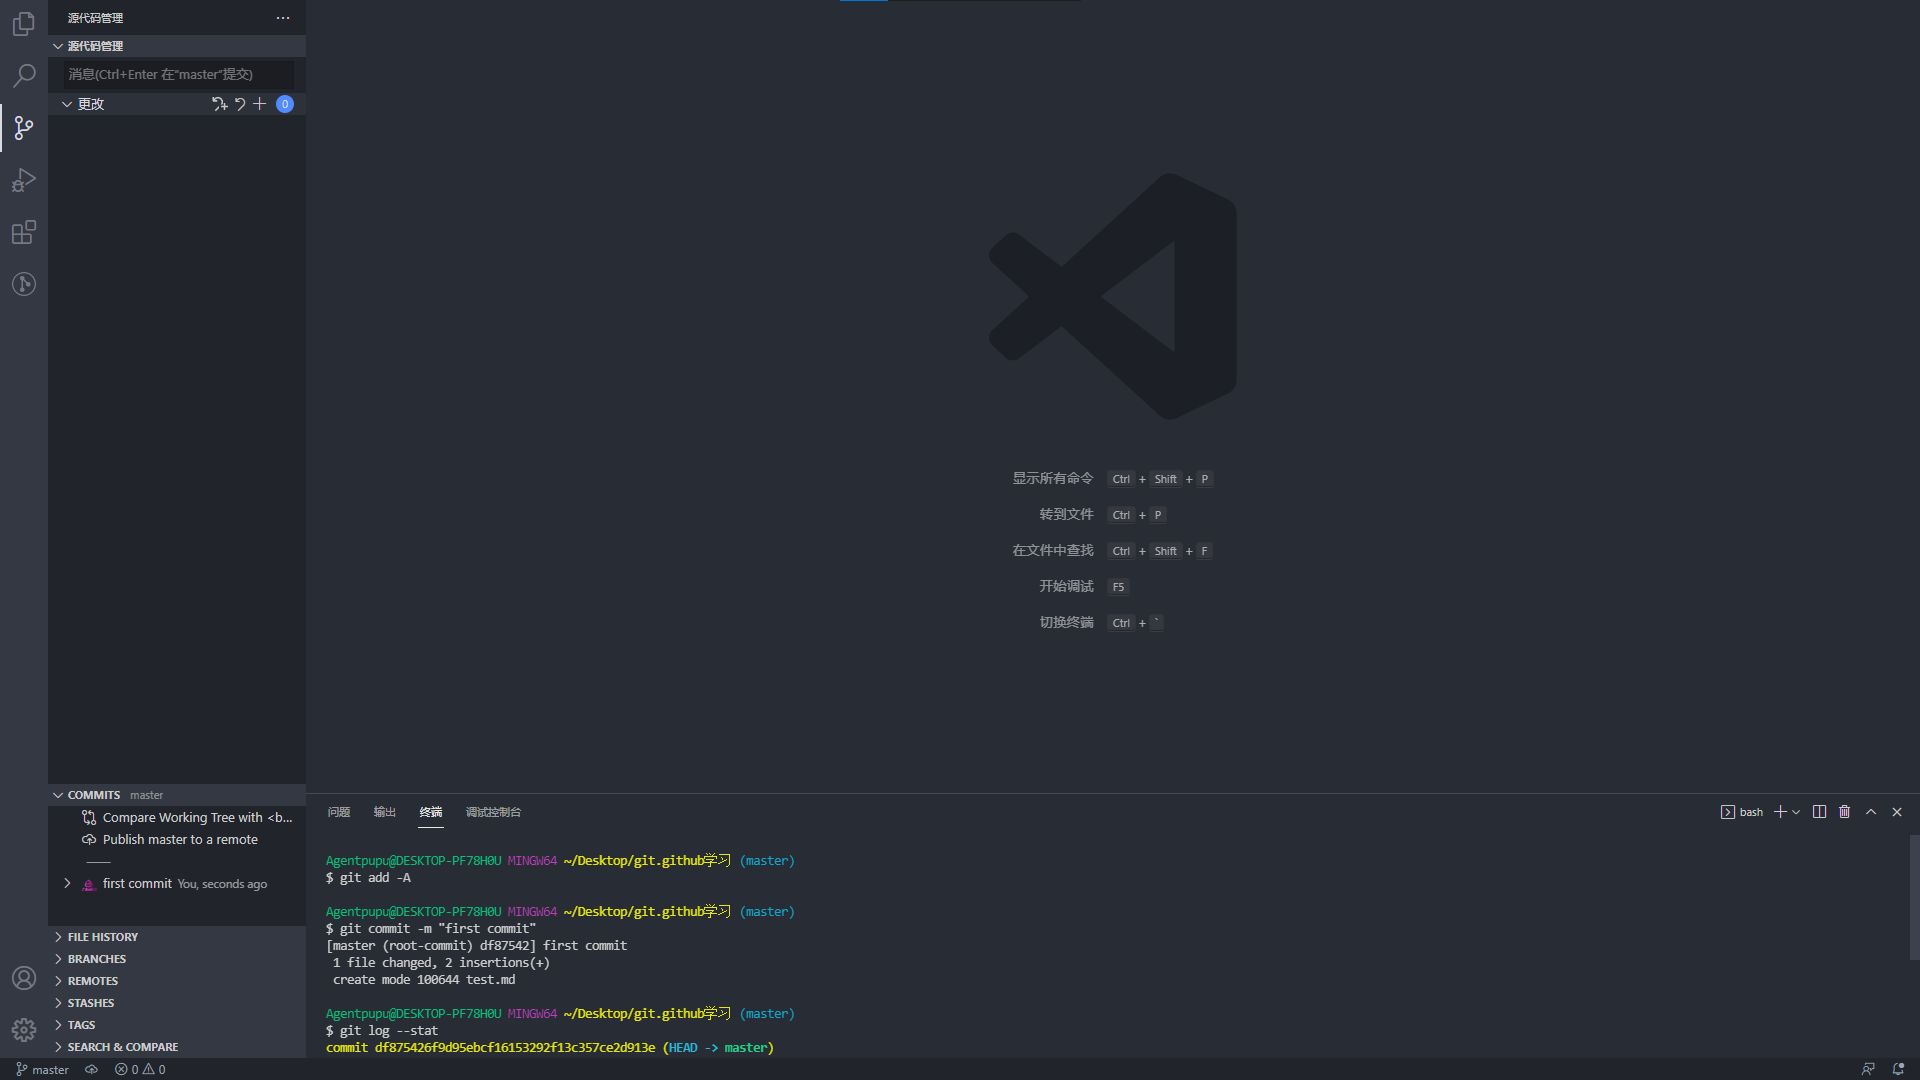 源代码管理
源代码管理
消息(Ctrl+Enter 在"master"提交)
更改 0
显示所有命令 Ctrl + Shift + P
转到文件 Ctrl + P
在文件中查找 Ctrl + Shift + F
开始调试 F5
切换终端 Ctrl + `
COMMITS master
Compare Working Tree with <b...
Publish master to a remote
first commit You, seconds ago
FILE HISTORY
BRANCHES
REMOTES
STASHES
TAGS
SEARCH & COMPARE
问题 输出 终端 调试控制台 bash
Agentpupu@DESKTOP-PF78H0U MINGW64 ~/Desktop/git.github学习 (master)
$ git add -A
Agentpupu@DESKTOP-PF78H0U MINGW64 ~/Desktop/git.github学习 (master)
$ git commit -m "first commit"
[master (root-commit) df87542] first commit
1 file changed, 2 insertions(+)
create mode 100644 test.md
Agentpupu@DESKTOP-PF78H0U MINGW64 ~/Desktop/git.github学习 (master)
$ git log --stat
commit df875426f9d95ebcf16153292f13c357ce2d913e (HEAD -> master)
master 0 0